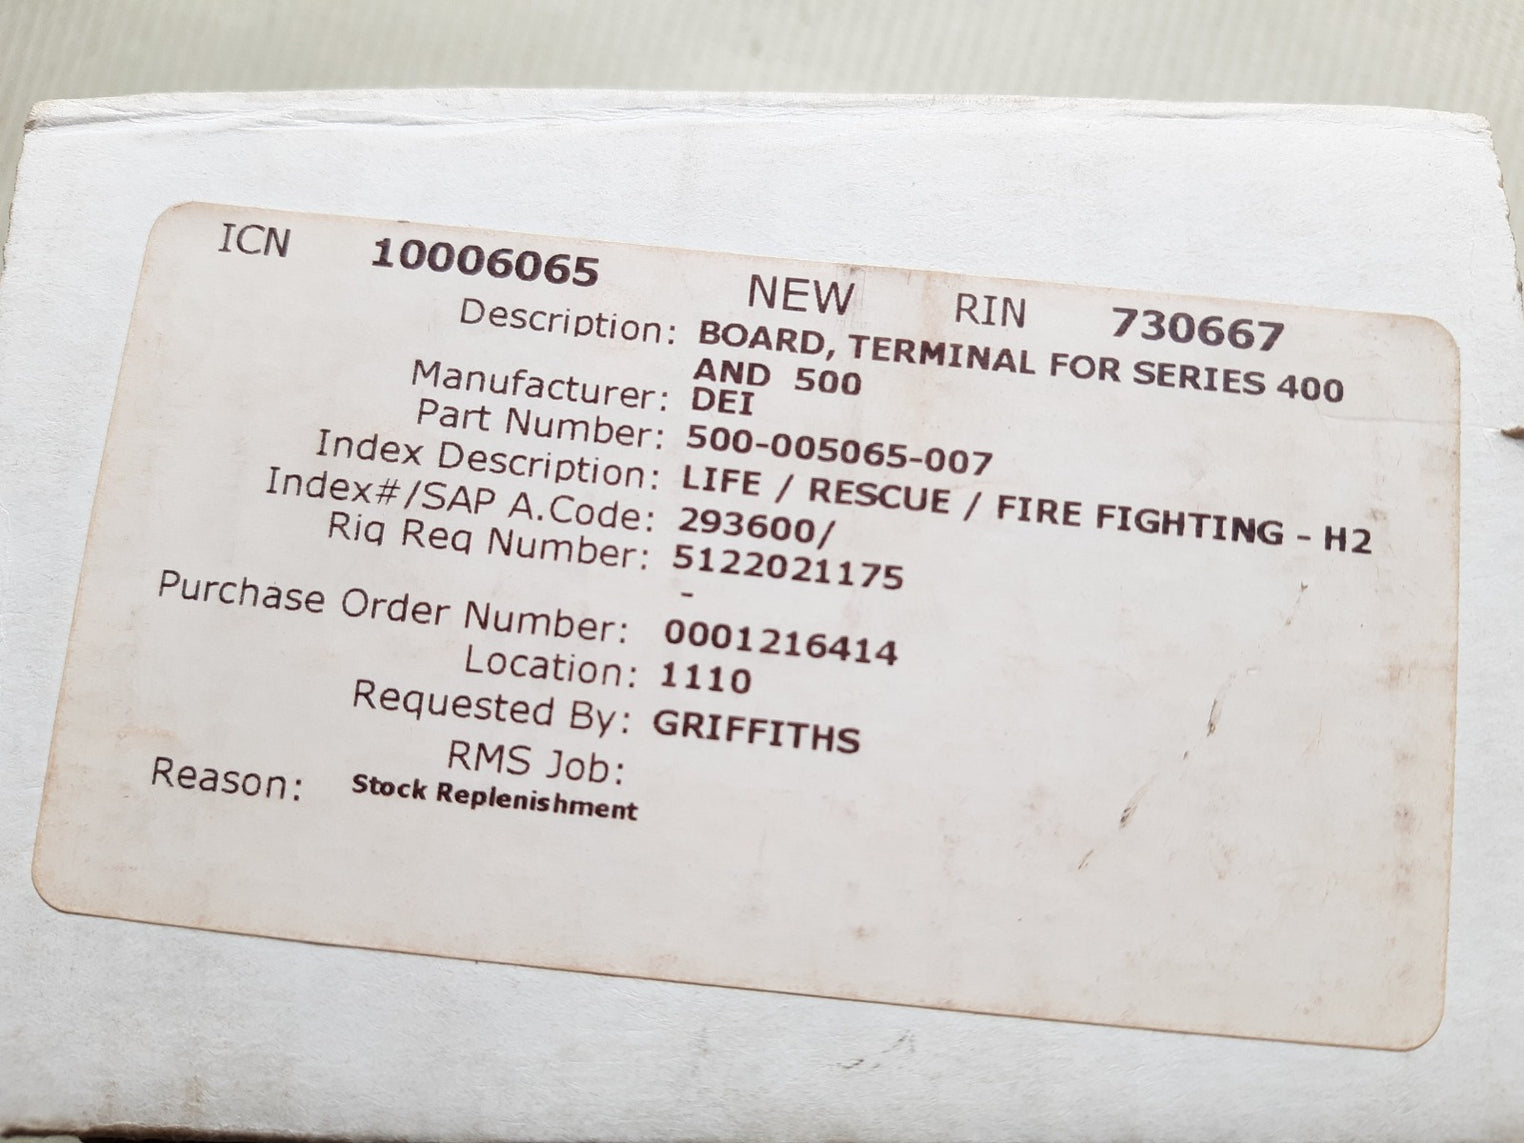 ICN 10006065 NEW RIN 730667
Description: BOARD, TERMINAL FOR SERIES 400
AND 500
Manufacturer: DEI
Part Number: 500-005065-007
Index Description: LIFE / RESCUE / FIRE FIGHTING - H2
Index#/SAP A.Code: 293600/
Rig Req Number: 5122021175
-
Purchase Order Number: 0001216414
Location: 1110
Requested By: GRIFFITHS
RMS Job:
Reason: Stock Replenishment